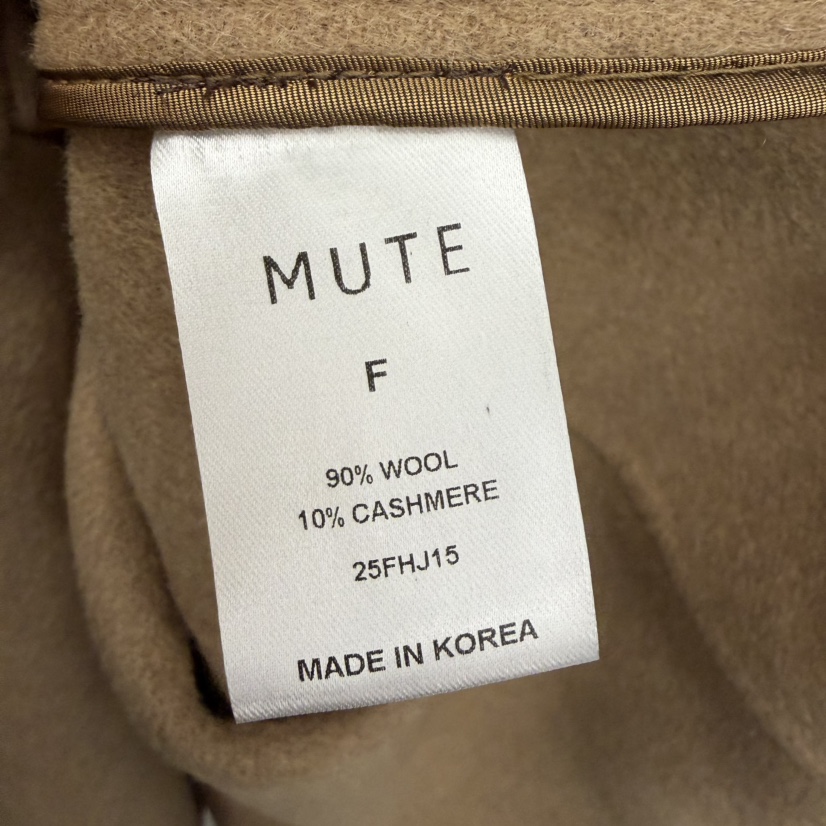 MUTE
F
90% WOOL
10% CASHMERE
25FHJ15
MADE IN KOREA